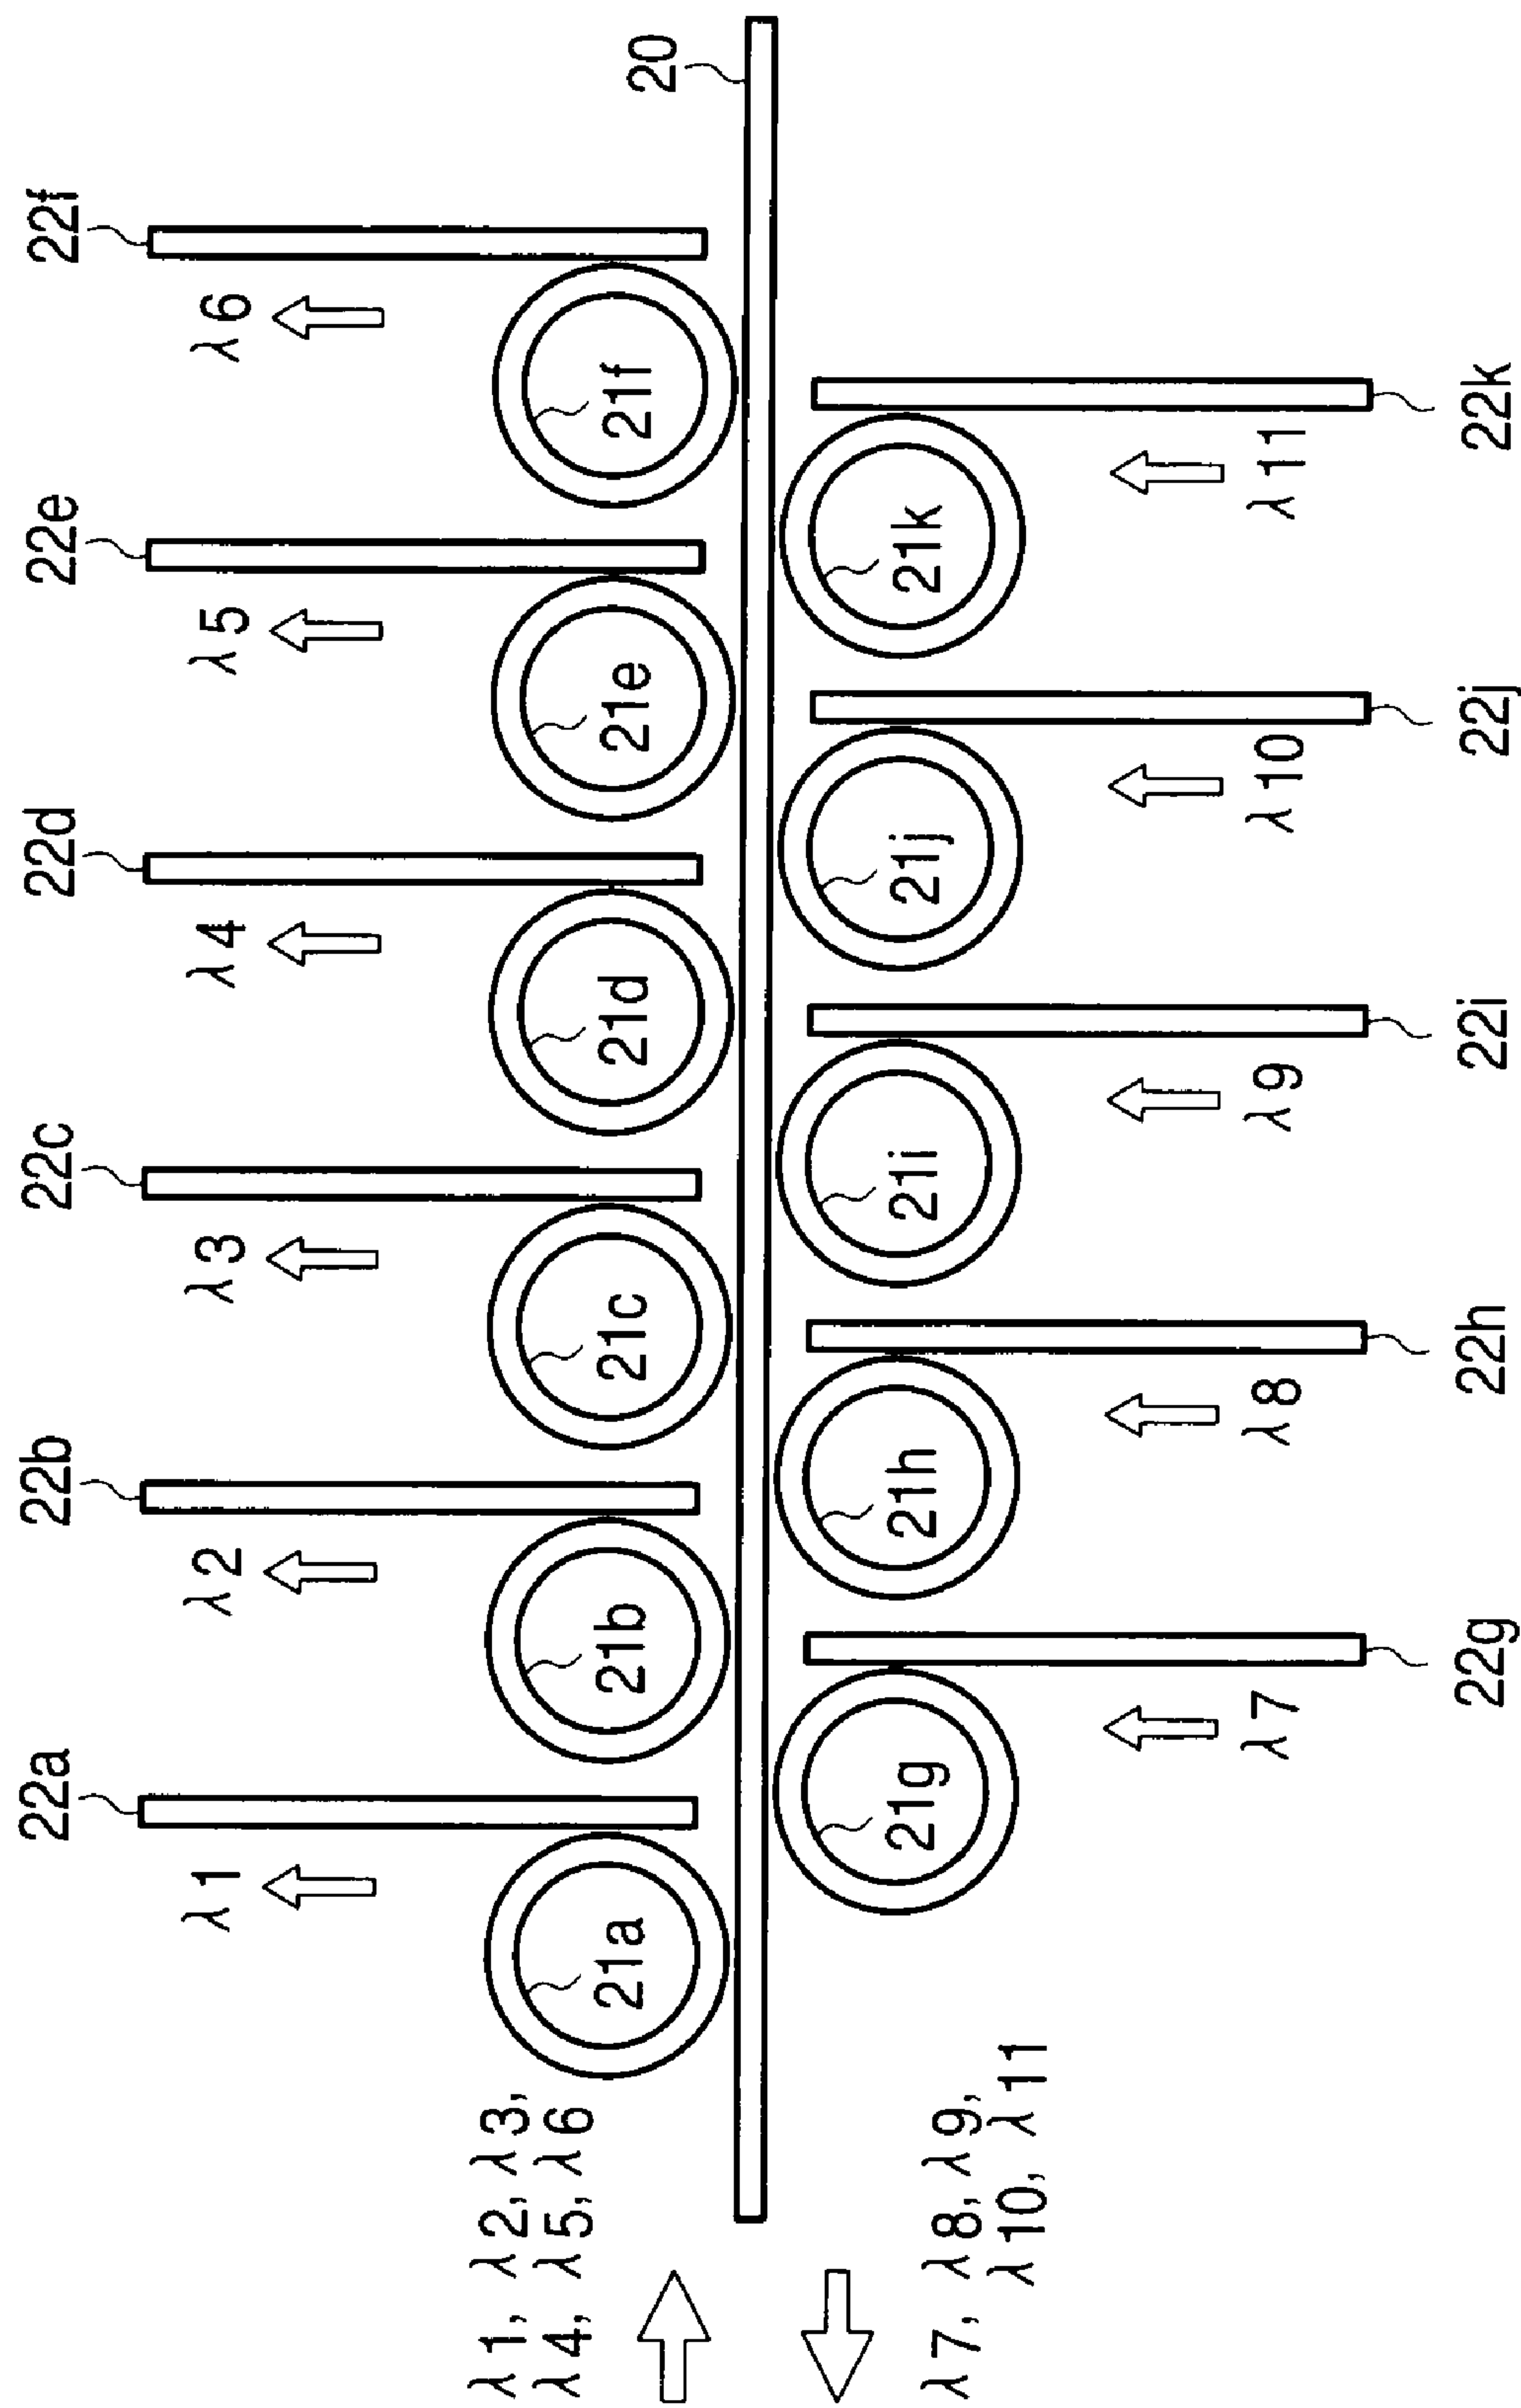 20
22f
λ6
21f
22e
λ5
21e
22d
λ4
21d
22c
λ3
21c
22b
λ2
21b
22a
λ1
21a
22k
λ11
21k
22j
λ10
21j
22i
λ9
21i
22h
λ8
21h
22g
λ7
21g
λ1, λ2, λ3,
λ4, λ5, λ6
λ7, λ8, λ9,
λ10, λ11